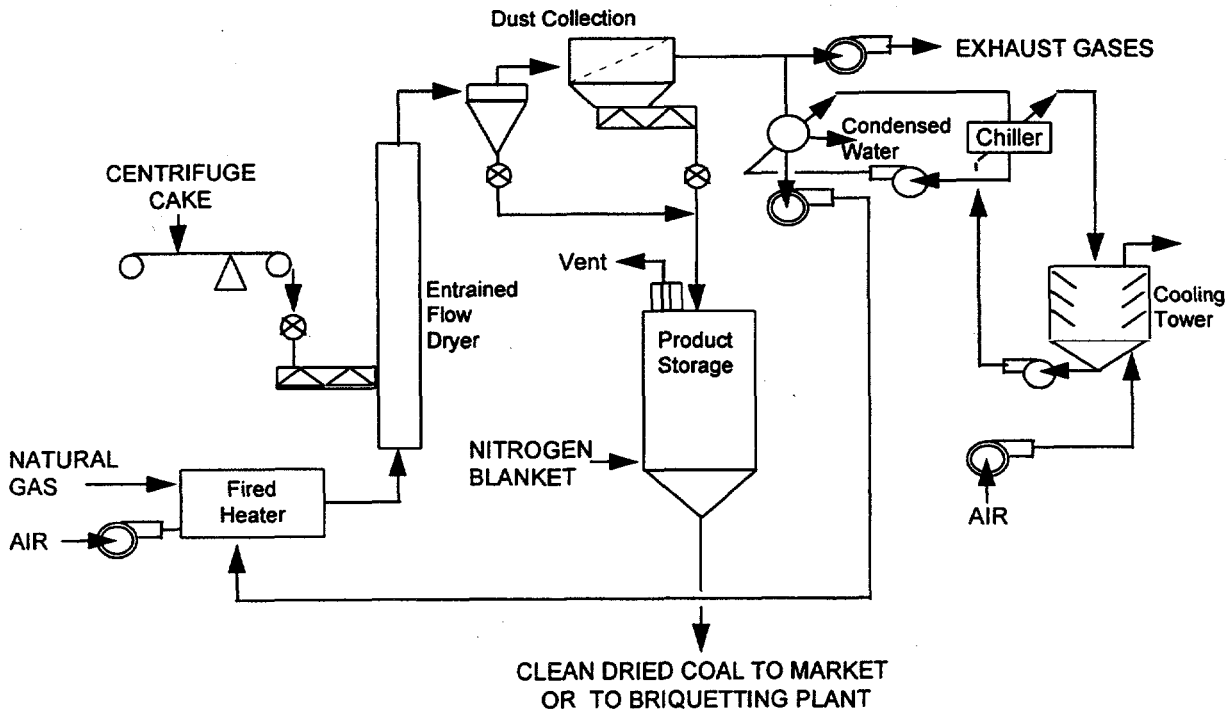 Dust Collection
EXHAUST GASES
Condensed
Water
Chiller
CENTRIFUGE
CAKE
Entrained
Flow
Dryer
Vent
Product
Storage
Cooling
Tower
NITROGEN
BLANKET
NATURAL
GAS
Fired
Heater
AIR
AIR
CLEAN DRIED COAL TO MARKET
OR TO BRIQUETTING PLANT